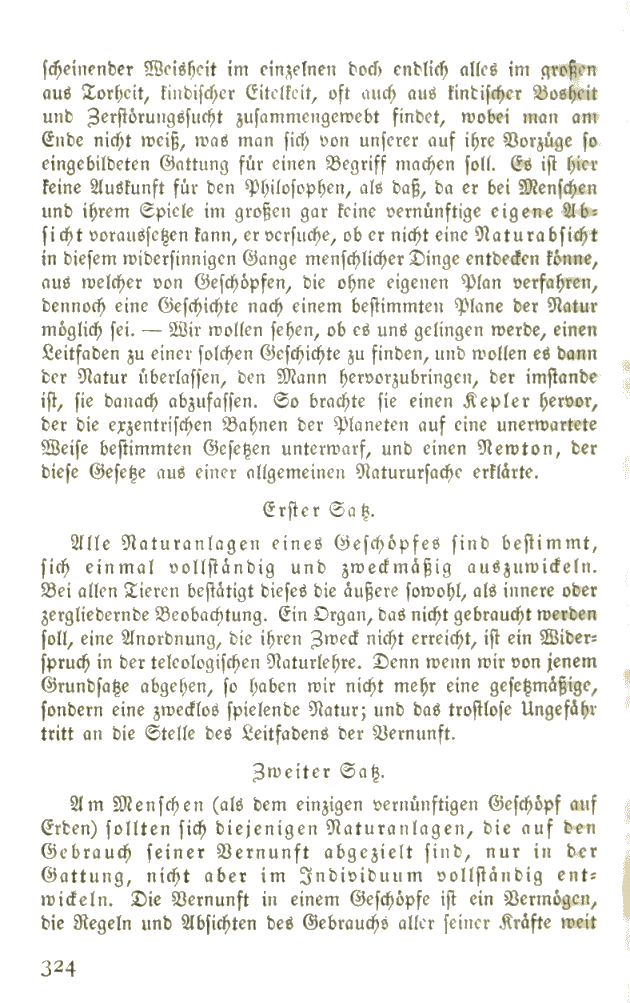 scheinender Weisheit im einzelnen doch endlich alles im großen
aus Torheit, kindischer Eitelkeit, oft auch aus kindischer Bosheit
und Zerstörungssucht zusammengewebt findet, wobei man am
Ende nicht weiß, was man sich von unserer auf ihre Vorzüge so
eingebildeten Gattung für einen Begriff machen soll. Es ist hier
keine Auskunft für den Philosophen, als daß, da er bei Menschen
und ihrem Spiele im großen gar keine vernünftige eigene Ab-
sicht voraussetzen kann, er versuche, ob er nicht eine Naturabsicht
in diesem widersinnigen Gange menschlicher Dinge entdecken könne,
aus welcher von Geschöpfen, die ohne eigenen Plan verfahren,
dennoch eine Geschichte nach einem bestimmten Plane der Natur
möglich sei. — Wir wollen sehen, ob es uns gelingen werde, einen
Leitfaden zu einer solchen Geschichte zu finden, und wollen es dann
der Natur überlassen, den Mann hervorzubringen, der imstande
ist, sie danach abzufassen. So brachte sie einen Kepler hervor,
der die exzentrischen Bahnen der Planeten auf eine unerwartete
Weise bestimmten Gesetzen unterwarf, und einen Newton, der
diese Gesetze aus einer allgemeinen Naturursache erklärte.
Erster Satz.
Alle Naturanlagen eines Geschöpfes sind bestimmt,
sich einmal vollständig und zweckmäßig auszuwickeln.
Bei allen Tieren bestätigt dieses die äußere sowohl, als innere oder
zergliedernde Beobachtung. Ein Organ, das nicht gebraucht werden
soll, eine Anordnung, die ihren Zweck nicht erreicht, ist ein Wider-
spruch in der teleologischen Naturlehre. Denn wenn wir von jenem
Grundsatze abgehen, so haben wir nicht mehr eine gesetzmäßige,
sondern eine zwecklos spielende Natur; und das trostlose Ungefähr
tritt an die Stelle des Leitfadens der Vernunft.
Zweiter Satz.
Am Menschen (als dem einzigen vernünftigen Geschöpf auf
Erden) sollten sich diejenigen Naturanlagen, die auf den
Gebrauch seiner Vernunft abgezielt sind, nur in der
Gattung, nicht aber im Individuum vollständig ent-
wickeln. Die Vernunft in einem Geschöpfe ist ein Vermögen,
die Regeln und Absichten des Gebrauchs aller seiner Kräfte weit
324